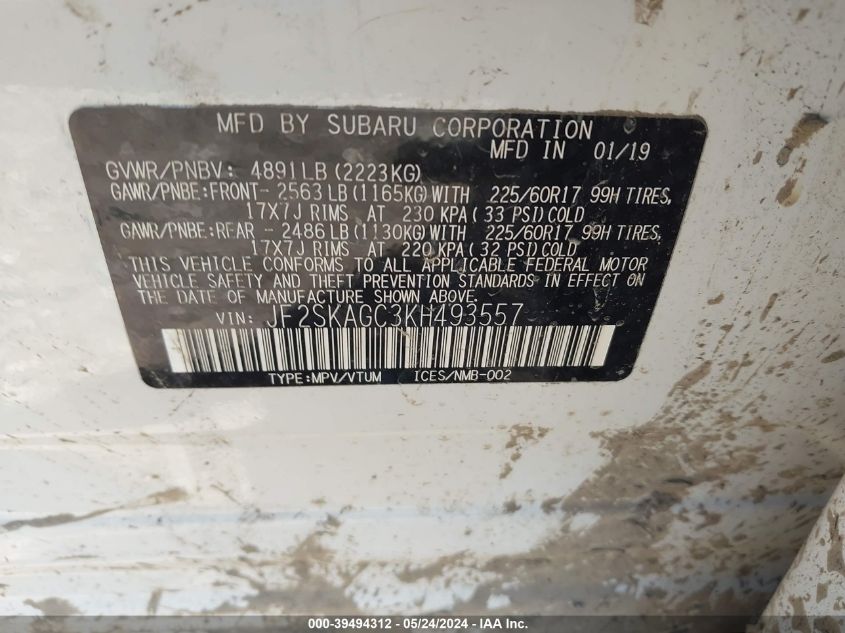 MFD BY SUBARU CORPORATION
MFD IN 01/19
GVWR/PNBV: 4891LB (2223KG)
GAWR/PNBE:FRONT- 2563 LB (1165KG) WITH 225/60R17 99H TIRES,
17X7J RIMS AT 230 KPA ( 33 PSI) COLD
GAWR/PNBE:REAR - 2486 LB (1130KG) WITH 225/60R17 99H TIRES,
17X7J RIMS AT 220 KPA ( 32 PSI) COLD
THIS VEHICLE CONFORMS TO ALL APPLICABLE FEDERAL MOTOR
VEHICLE SAFETY AND THEFT PREVENTION STANDARDS IN EFFECT ON
THE DATE OF MANUFACTURE SHOWN ABOVE.
VIN: JF2SKAGC3KH493557
TYPE:MPV/VTUM ICES/NMB-002
000-39494312 - 05/24/2024 - www.iaai.com